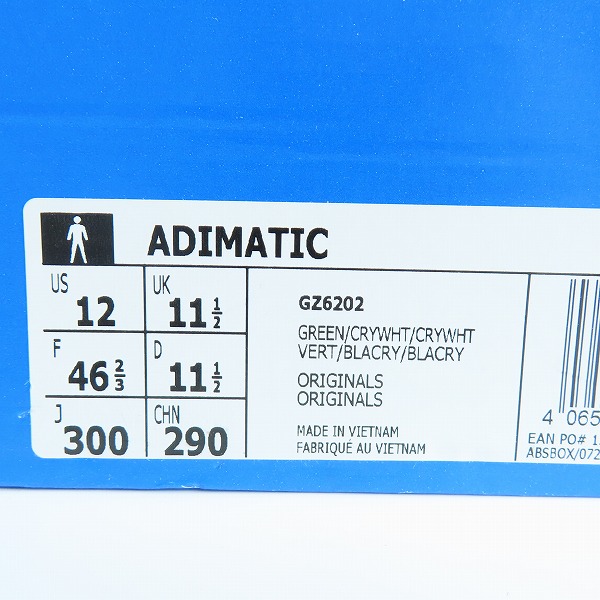 ADIMATIC
US 12
UK 11 1/2
F 46 2/3
D 11 1/2
J 300
CHN 290
GZ6202
GREEN/CRYWHT/CRYWHT
VERT/BLACRY/BLACRY
ORIGINALS
ORIGINALS
MADE IN VIETNAM
FABRIQUE AU VIETNAM
4 065
EAN PO# 1
ABSBOX/072